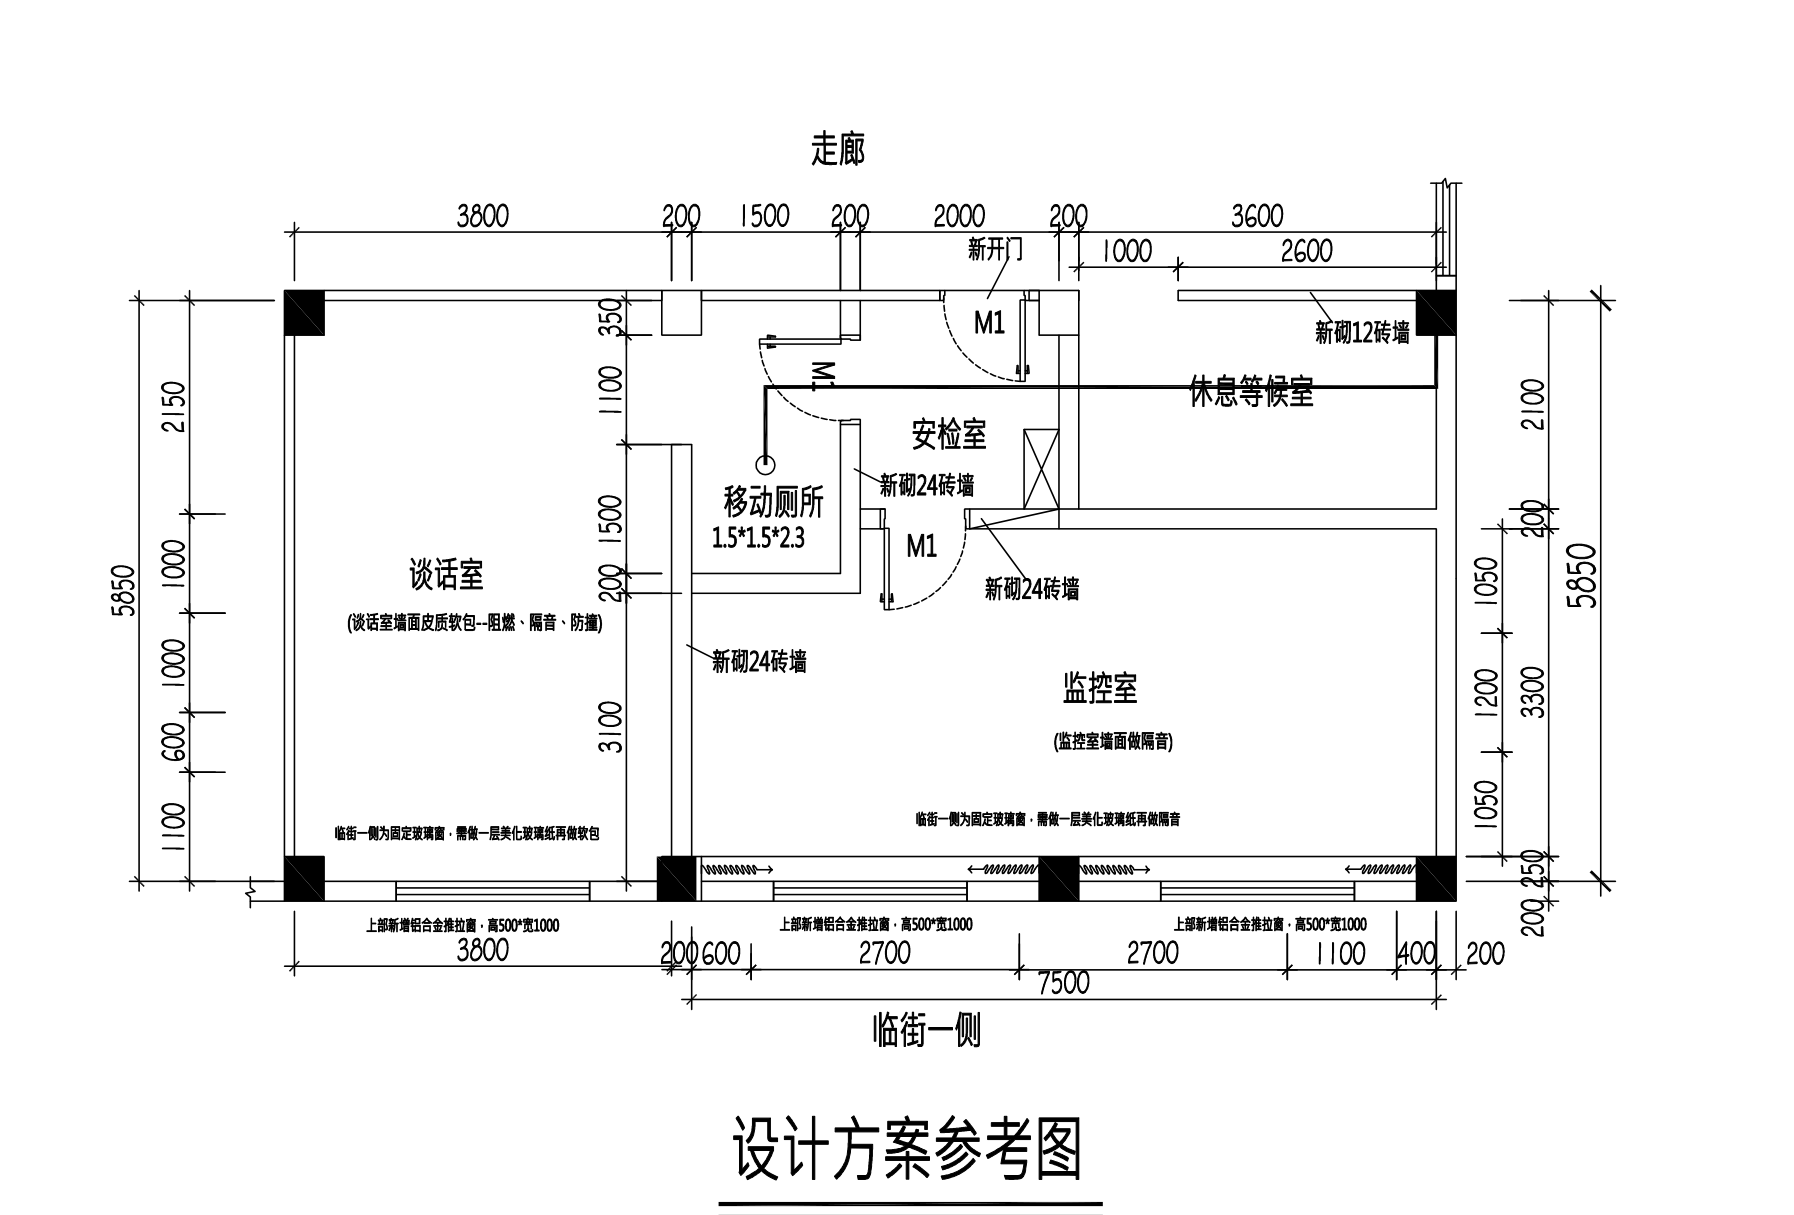 走廊
3800 200 1500 200 2000 200 3600
新开门
1000 2600
350
M1
新砌12砖墙
M1
休息等候室
2150
1100
2100
安检室
新砌24砖墙
移动厕所
1.5*1.5*2.3
1500
200
M1
谈话室
1000
5850
200
新砌24砖墙
1050
5850
(谈话室墙面皮质软包--阻燃、隔音、防撞)
新砌24砖墙
1000
监控室
1200
3300
600
3100
(监控室墙面做隔音)
1100
1050
临街一侧为固定玻璃窗，需做一层美化玻璃纸再做软包
临街一侧为固定玻璃窗，需做一层美化玻璃纸再做隔音
250
200
上部新增铝合金推拉窗，高500*宽1000
上部新增铝合金推拉窗，高500*宽1000
上部新增铝合金推拉窗，高500*宽1000
3800 200 600 2700 2700 1100 400 200
7500
临街一侧
设计方案参考图